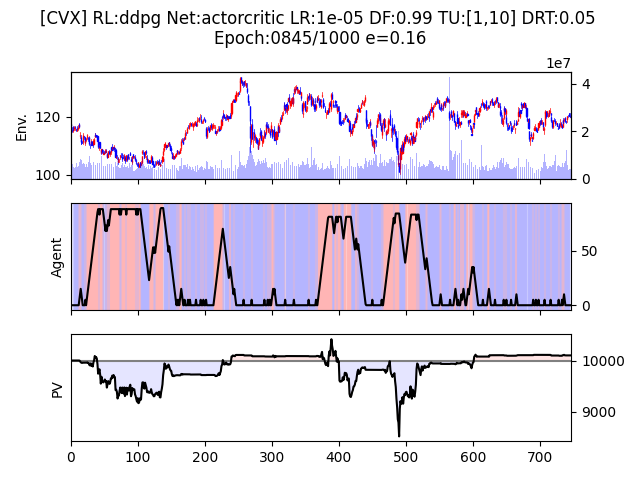 [CVX] RL:ddpg Net:actorcritic LR:1e-05 DF:0.99 TU:[1,10] DRT:0.05
Epoch:0845/1000 e=0.16
1e7
Env.
120
100
4
2
0
Agent
50
0
PV
10000
9000
0 100 200 300 400 500 600 700